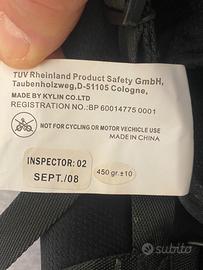 TUV Rheinland Product Safety GmbH,
Taubenholzweg,D-51105 Cologne,
MADE BY KYLIN CO.LTD
REGISTRATION NO.:BP 60014775 0001
NOT FOR CYCLING OR MOTOR VEHICLE USE
MADE IN CHINA
INSPECTOR: 02
SEPT./08
450 gr.±10
subito